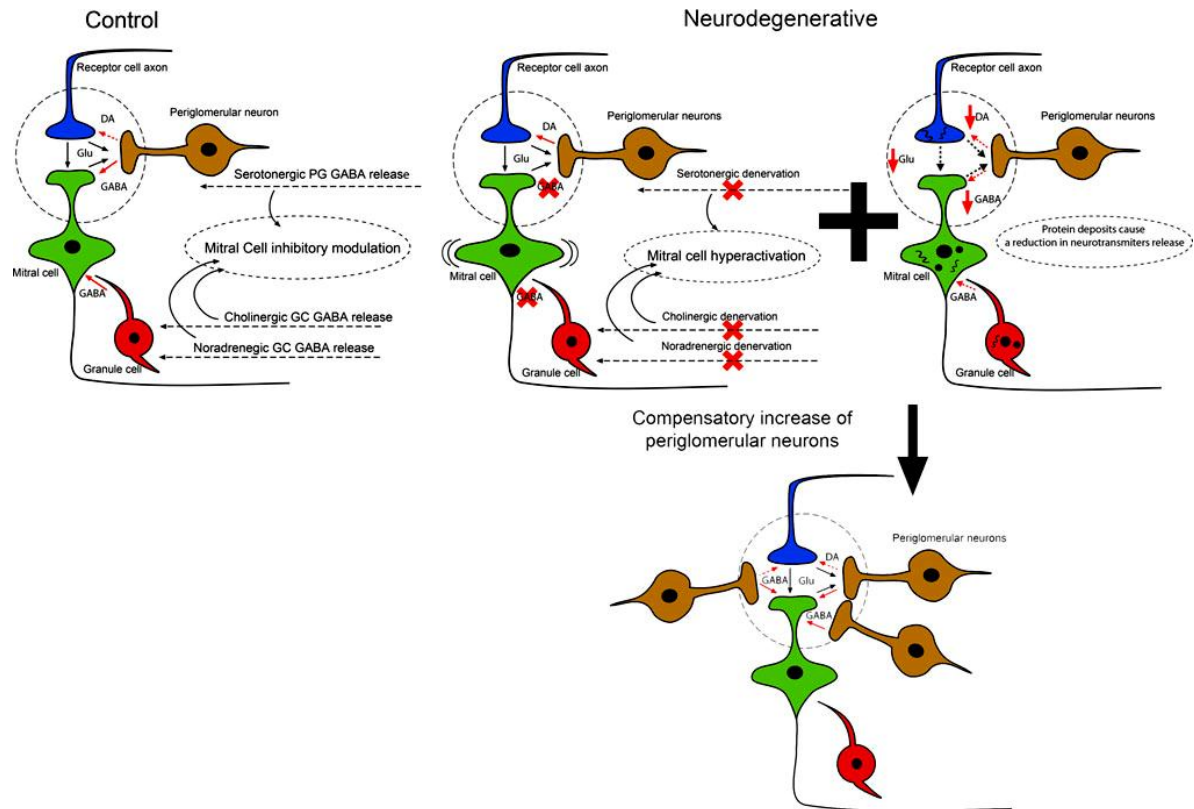 Control
Receptor cell axon
Periglomerular neuron
DA
Glu
GABA
Serotonergic PG GABA release
Mitral Cell inhibitory modulation
Mitral cell
GABA
Cholinergic GC GABA release
Noradrenegic GC GABA release
Granule cell
Neurodegenerative
Receptor cell axon
Periglomerular neurons
DA
Glu
GABA
Serotonergic denervation
Mitral cell hyperactivation
Mitral cell
GABA
Cholinergic denervation
Noradrenergic denervation
Granule cell
Receptor cell axon
DA
Periglomerular neurons
Glu
GABA
Protein deposits cause
a reduction in neurotransmiters release
Mitral cell
GABA
Granule cell
Compensatory increase of
periglomerular neurons
Periglomerular neurons
DA
GABA
Glu
GABA